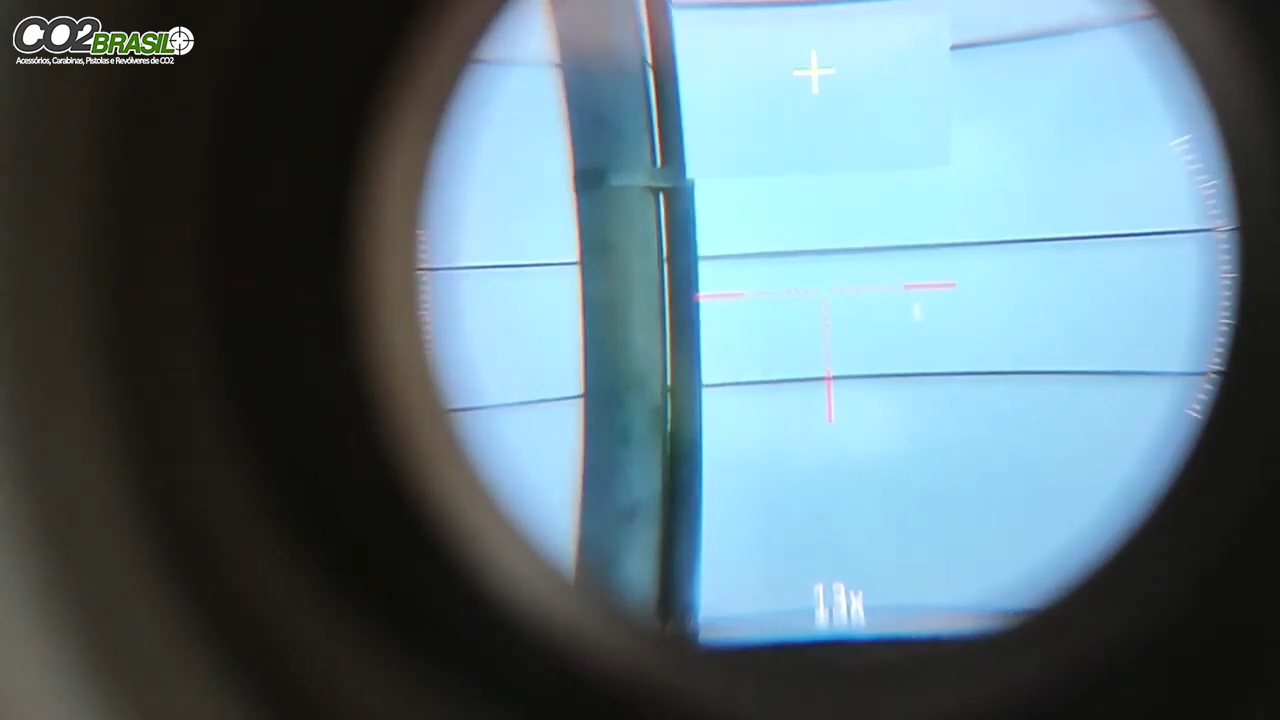 CO2BRASIL
Acessórios, Carabinas, Pistolas e Revólveres de CO2
13x